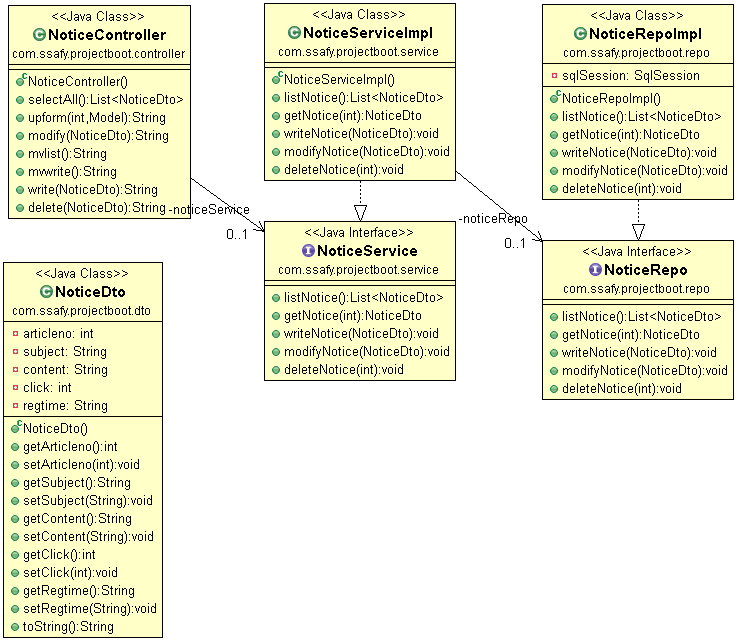 <<Java Class>>
NoticeController
com.ssafy.projectboot.controller
NoticeController()
selectAll():List<NoticeDto>
upform(int,Model):String
modify(NoticeDto):String
mvlist():String
mvwrite():String
write(NoticeDto):String
delete(NoticeDto):String
<<Java Class>>
NoticeServiceImpl
com.ssafy.projectboot.service
NoticeServiceImpl()
listNotice():List<NoticeDto>
getNotice(int):NoticeDto
writeNotice(NoticeDto):void
modifyNotice(NoticeDto):void
deleteNotice(int):void
<<Java Class>>
NoticeRepoImpl
com.ssafy.projectboot.repo
sqlSession: SqlSession
NoticeRepoImpl()
listNotice():List<NoticeDto>
getNotice(int):NoticeDto
writeNotice(NoticeDto):void
modifyNotice(NoticeDto):void
deleteNotice(int):void
-noticeService
0..1
-noticeRepo
0..1
<<Java Interface>>
NoticeService
com.ssafy.projectboot.service
listNotice():List<NoticeDto>
getNotice(int):NoticeDto
writeNotice(NoticeDto):void
modifyNotice(NoticeDto):void
deleteNotice(int):void
<<Java Interface>>
NoticeRepo
com.ssafy.projectboot.repo
listNotice():List<NoticeDto>
getNotice(int):NoticeDto
writeNotice(NoticeDto):void
modifyNotice(NoticeDto):void
deleteNotice(int):void
<<Java Class>>
NoticeDto
com.ssafy.projectboot.dto
articleno: int
subject: String
content: String
click: int
regtime: String
NoticeDto()
getArticleno():int
setArticleno(int):void
getSubject():String
setSubject(String):void
getContent():String
setContent(String):void
getClick():int
setClick(int):void
getRegtime():String
setRegtime(String):void
toString():String